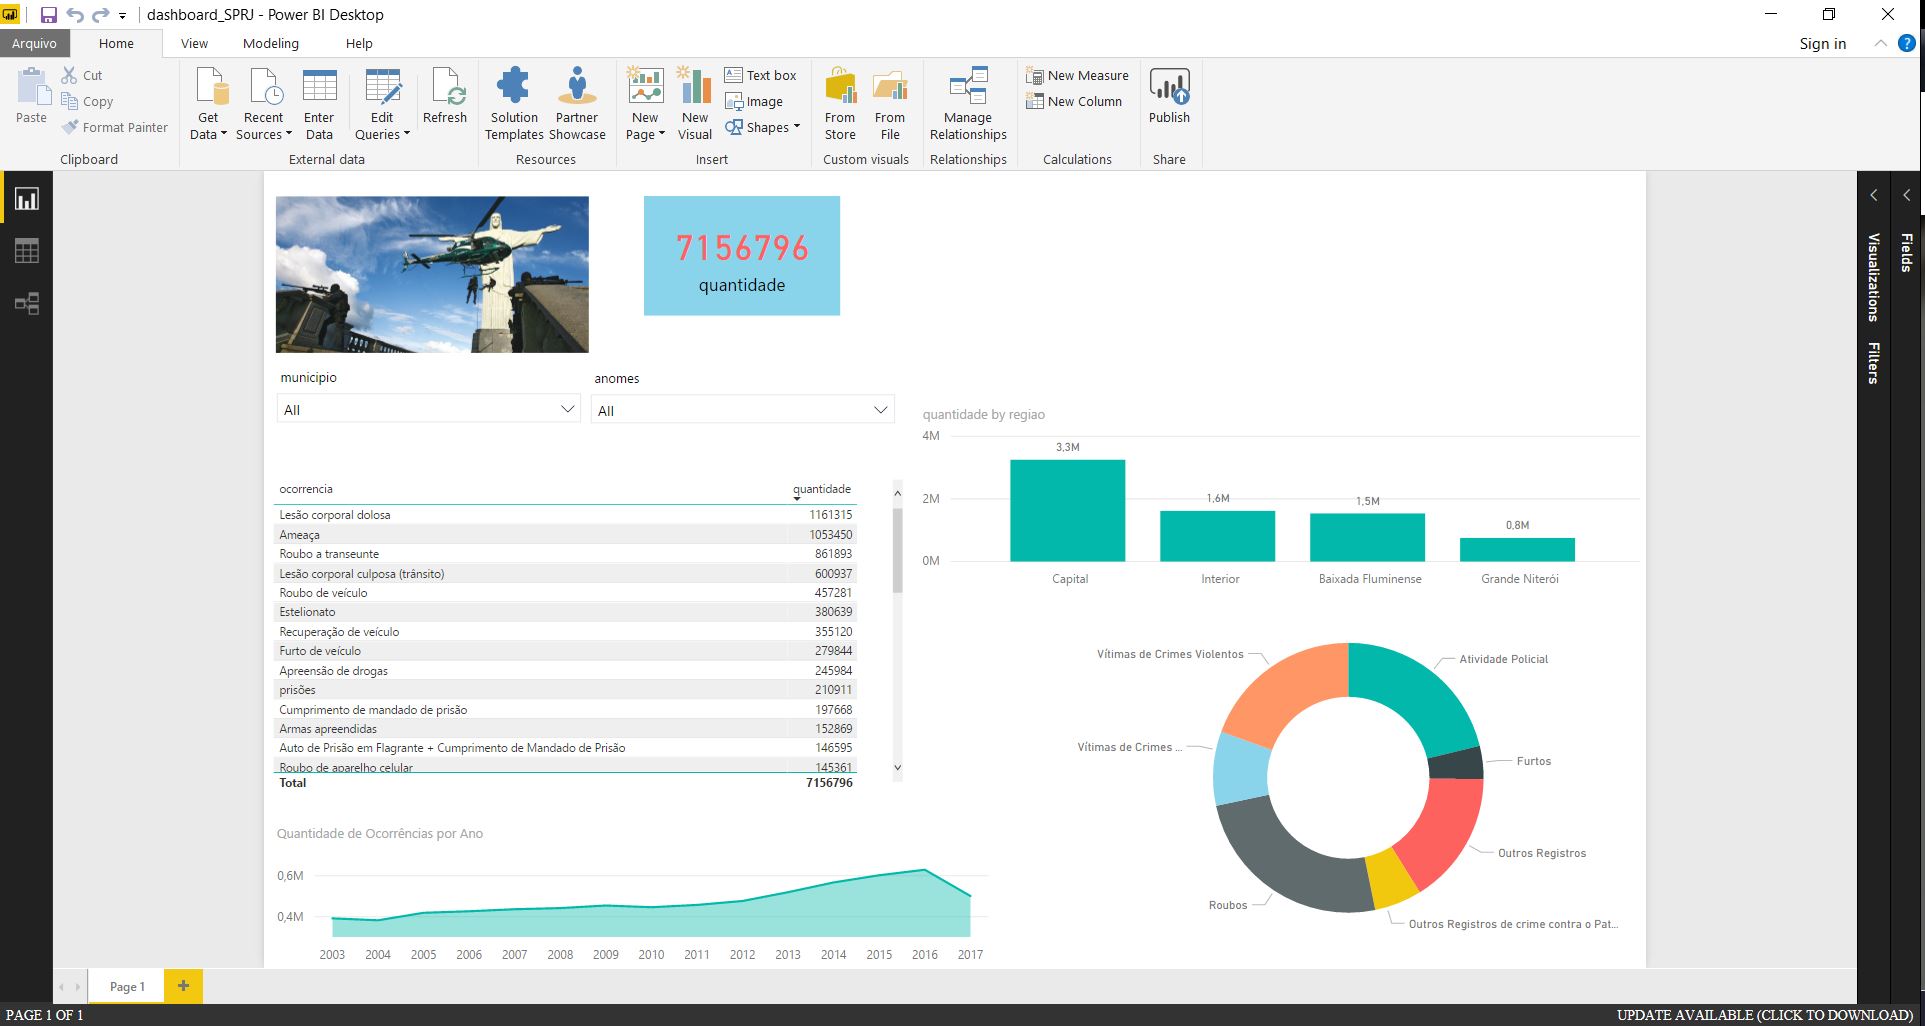 dashboard_SPRJ - Power BI Desktop
Arquivo Home View Modeling Help Sign in ?
Paste
Cut
Copy
Format Painter
Clipboard
Get Data
Recent Sources
Enter Data
Edit Queries
Refresh
External data
Solution Templates
Partner Showcase
Resources
New Page
New Visual
Text box
Image
Shapes
Insert
From Store
From File
Custom visuals
Manage Relationships
Relationships
New Measure
New Column
Calculations
Publish
Share
7156796
quantidade
municipio
All
anomes
All
ocorrencia quantidade
Lesão corporal dolosa 1161315
Ameaça 1053450
Roubo a transeunte 861893
Lesão corporal culposa (trânsito) 600937
Roubo de veículo 457281
Estelionato 380639
Recuperação de veículo 355120
Furto de veículo 279844
Apreensão de drogas 245984
prisões 210911
Cumprimento de mandado de prisão 197668
Armas apreendidas 152869
Auto de Prisão em Flagrante + Cumprimento de Mandado de Prisão 146595
Roubo de aparelho celular 145361
Total 7156796
quantidade by regiao
4M
2M
0M
3,3M
1,6M
1,5M
0,8M
Capital Interior Baixada Fluminense Grande Niterói
Vítimas de Crimes Violentos
Atividade Policial
Vítimas de Crimes ...
Furtos
Outros Registros
Roubos
Outros Registros de crime contra o Pat...
Quantidade de Ocorrências por Ano
0,6M
0,4M
2003 2004 2005 2006 2007 2008 2009 2010 2011 2012 2013 2014 2015 2016 2017
Visualizations
Filters
Fields
Page 1 +
PAGE 1 OF 1
UPDATE AVAILABLE (CLICK TO DOWNLOAD)